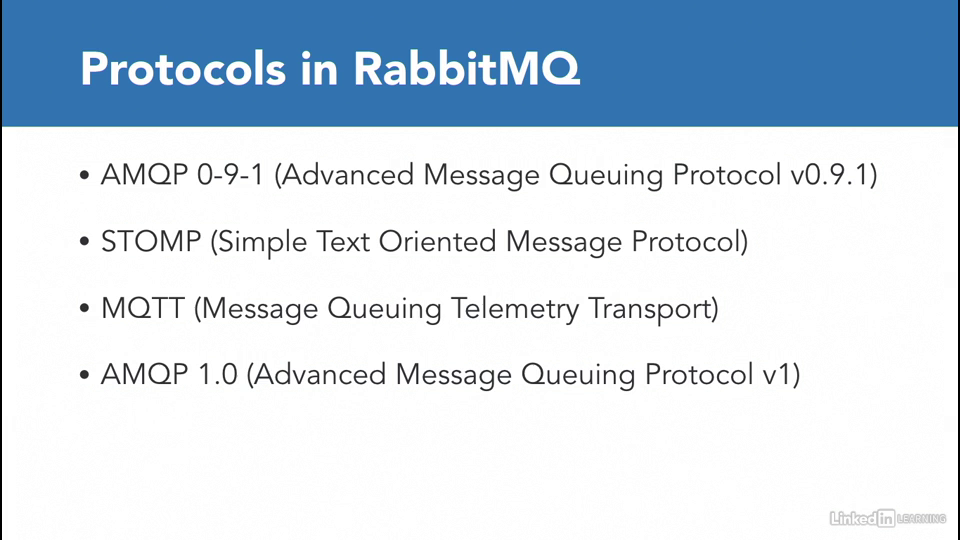 Protocols in RabbitMQ
• AMQP 0-9-1 (Advanced Message Queuing Protocol v0.9.1)
• STOMP (Simple Text Oriented Message Protocol)
• MQTT (Message Queuing Telemetry Transport)
• AMQP 1.0 (Advanced Message Queuing Protocol v1)
Linked in LEARNING